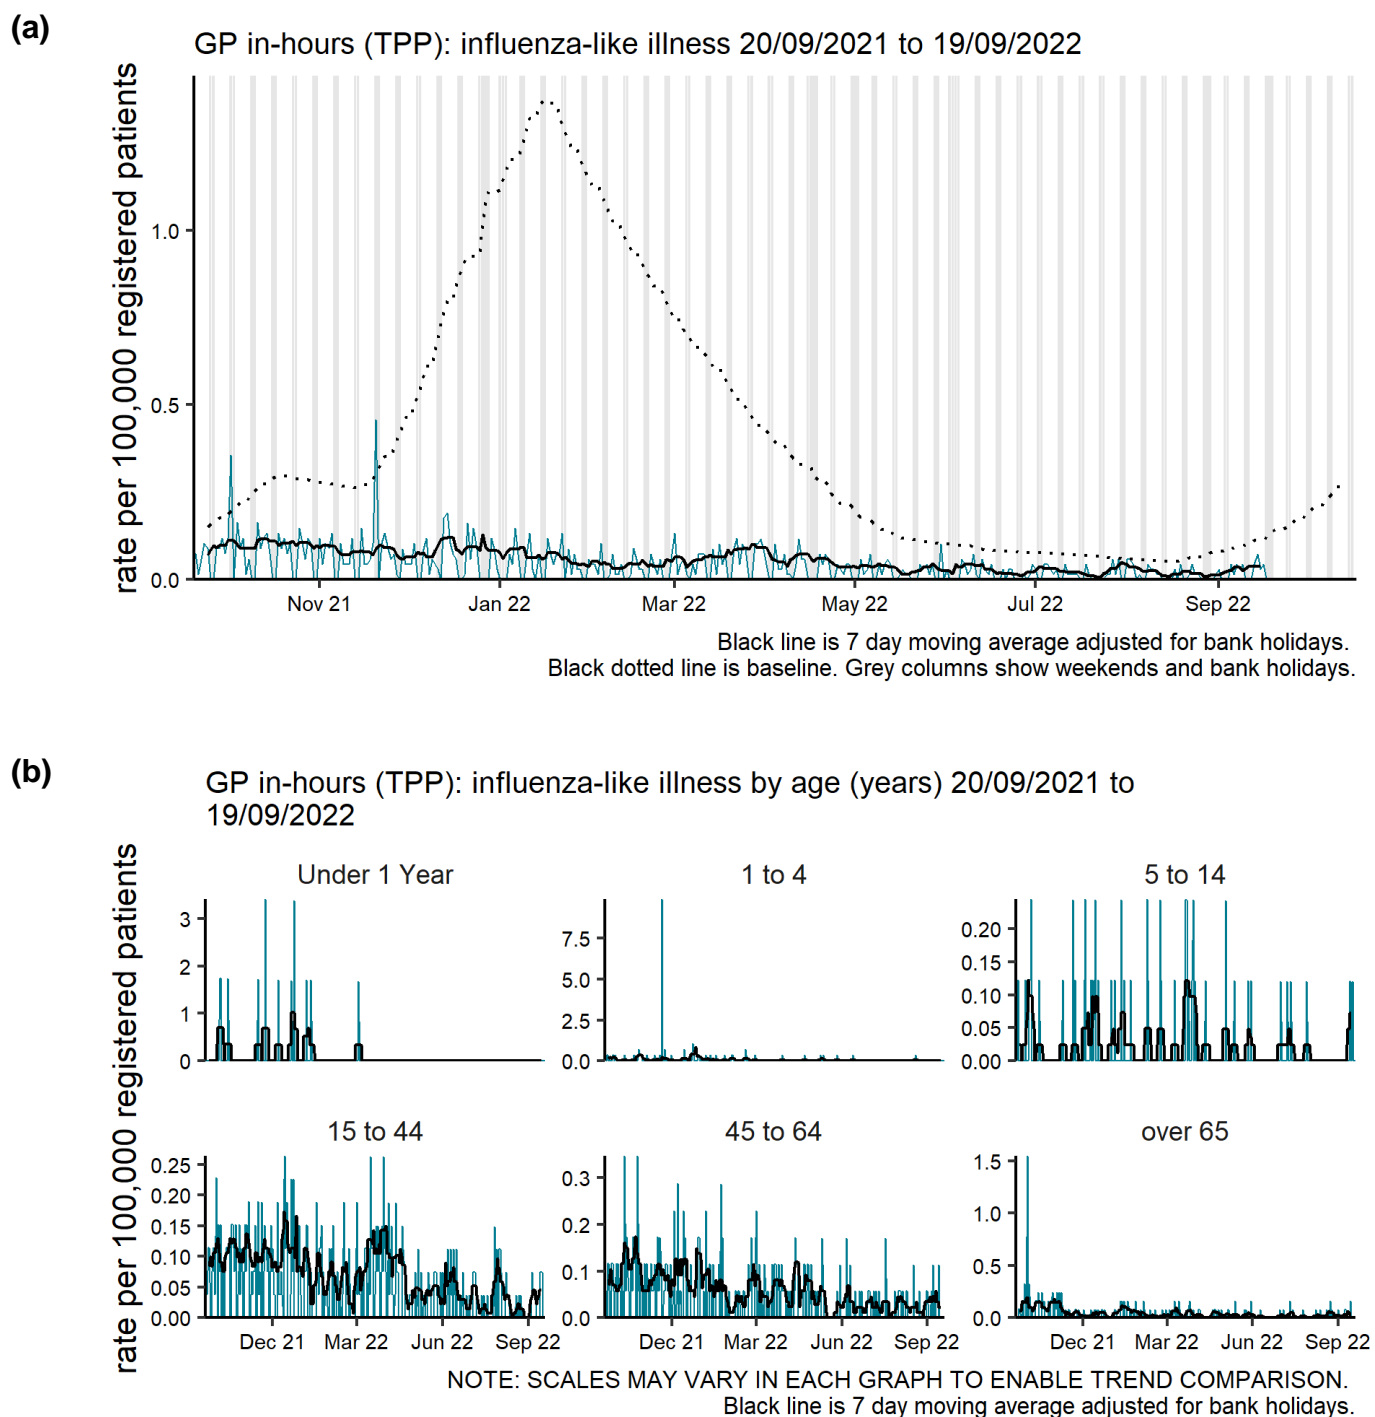 (a)
GP in-hours (TPP): influenza-like illness 20/09/2021 to 19/09/2022
rate per 100,000 registered patients
1.0
0.5
0.0
Nov 21 Jan 22 Mar 22 May 22 Jul 22 Sep 22
Black line is 7 day moving average adjusted for bank holidays.
Black dotted line is baseline. Grey columns show weekends and bank holidays.
(b)
GP in-hours (TPP): influenza-like illness by age (years) 20/09/2021 to
19/09/2022
rate per 100,000 registered patients
Under 1 Year
3
2
1
0
1 to 4
7.5
5.0
2.5
0.0
5 to 14
0.20
0.15
0.10
0.05
0.00
15 to 44
0.25
0.20
0.15
0.10
0.05
0.00
Dec 21 Mar 22 Jun 22 Sep 22
45 to 64
0.3
0.2
0.1
0.0
Dec 21 Mar 22 Jun 22 Sep 22
over 65
1.5
1.0
0.5
0.0
Dec 21 Mar 22 Jun 22 Sep 22
NOTE: SCALES MAY VARY IN EACH GRAPH TO ENABLE TREND COMPARISON.
Black line is 7 day moving average adjusted for bank holidays.